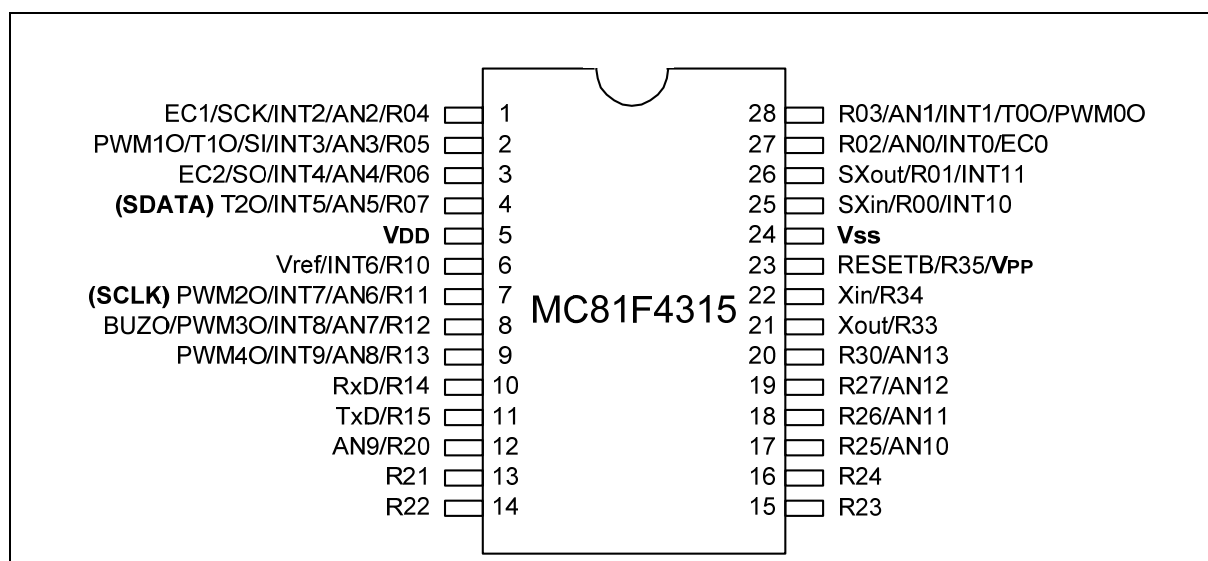 EC1/SCK/INT2/AN2/R04 1 28 R03/AN1/INT1/T0O/PWM0O
PWM1O/T1O/SI/INT3/AN3/R05 2 27 R02/AN0/INT0/EC0
EC2/SO/INT4/AN4/R06 3 26 SXout/R01/INT11
(SDATA) T2O/INT5/AN5/R07 4 25 SXin/R00/INT10
VDD 5 24 Vss
Vref/INT6/R10 6 23 RESETB/R35/VPP
(SCLK) PWM2O/INT7/AN6/R11 7 22 Xin/R34
MC81F4315
BUZO/PWM3O/INT8/AN7/R12 8 21 Xout/R33
PWM4O/INT9/AN8/R13 9 20 R30/AN13
RxD/R14 10 19 R27/AN12
TxD/R15 11 18 R26/AN11
AN9/R20 12 17 R25/AN10
R21 13 16 R24
R22 14 15 R23